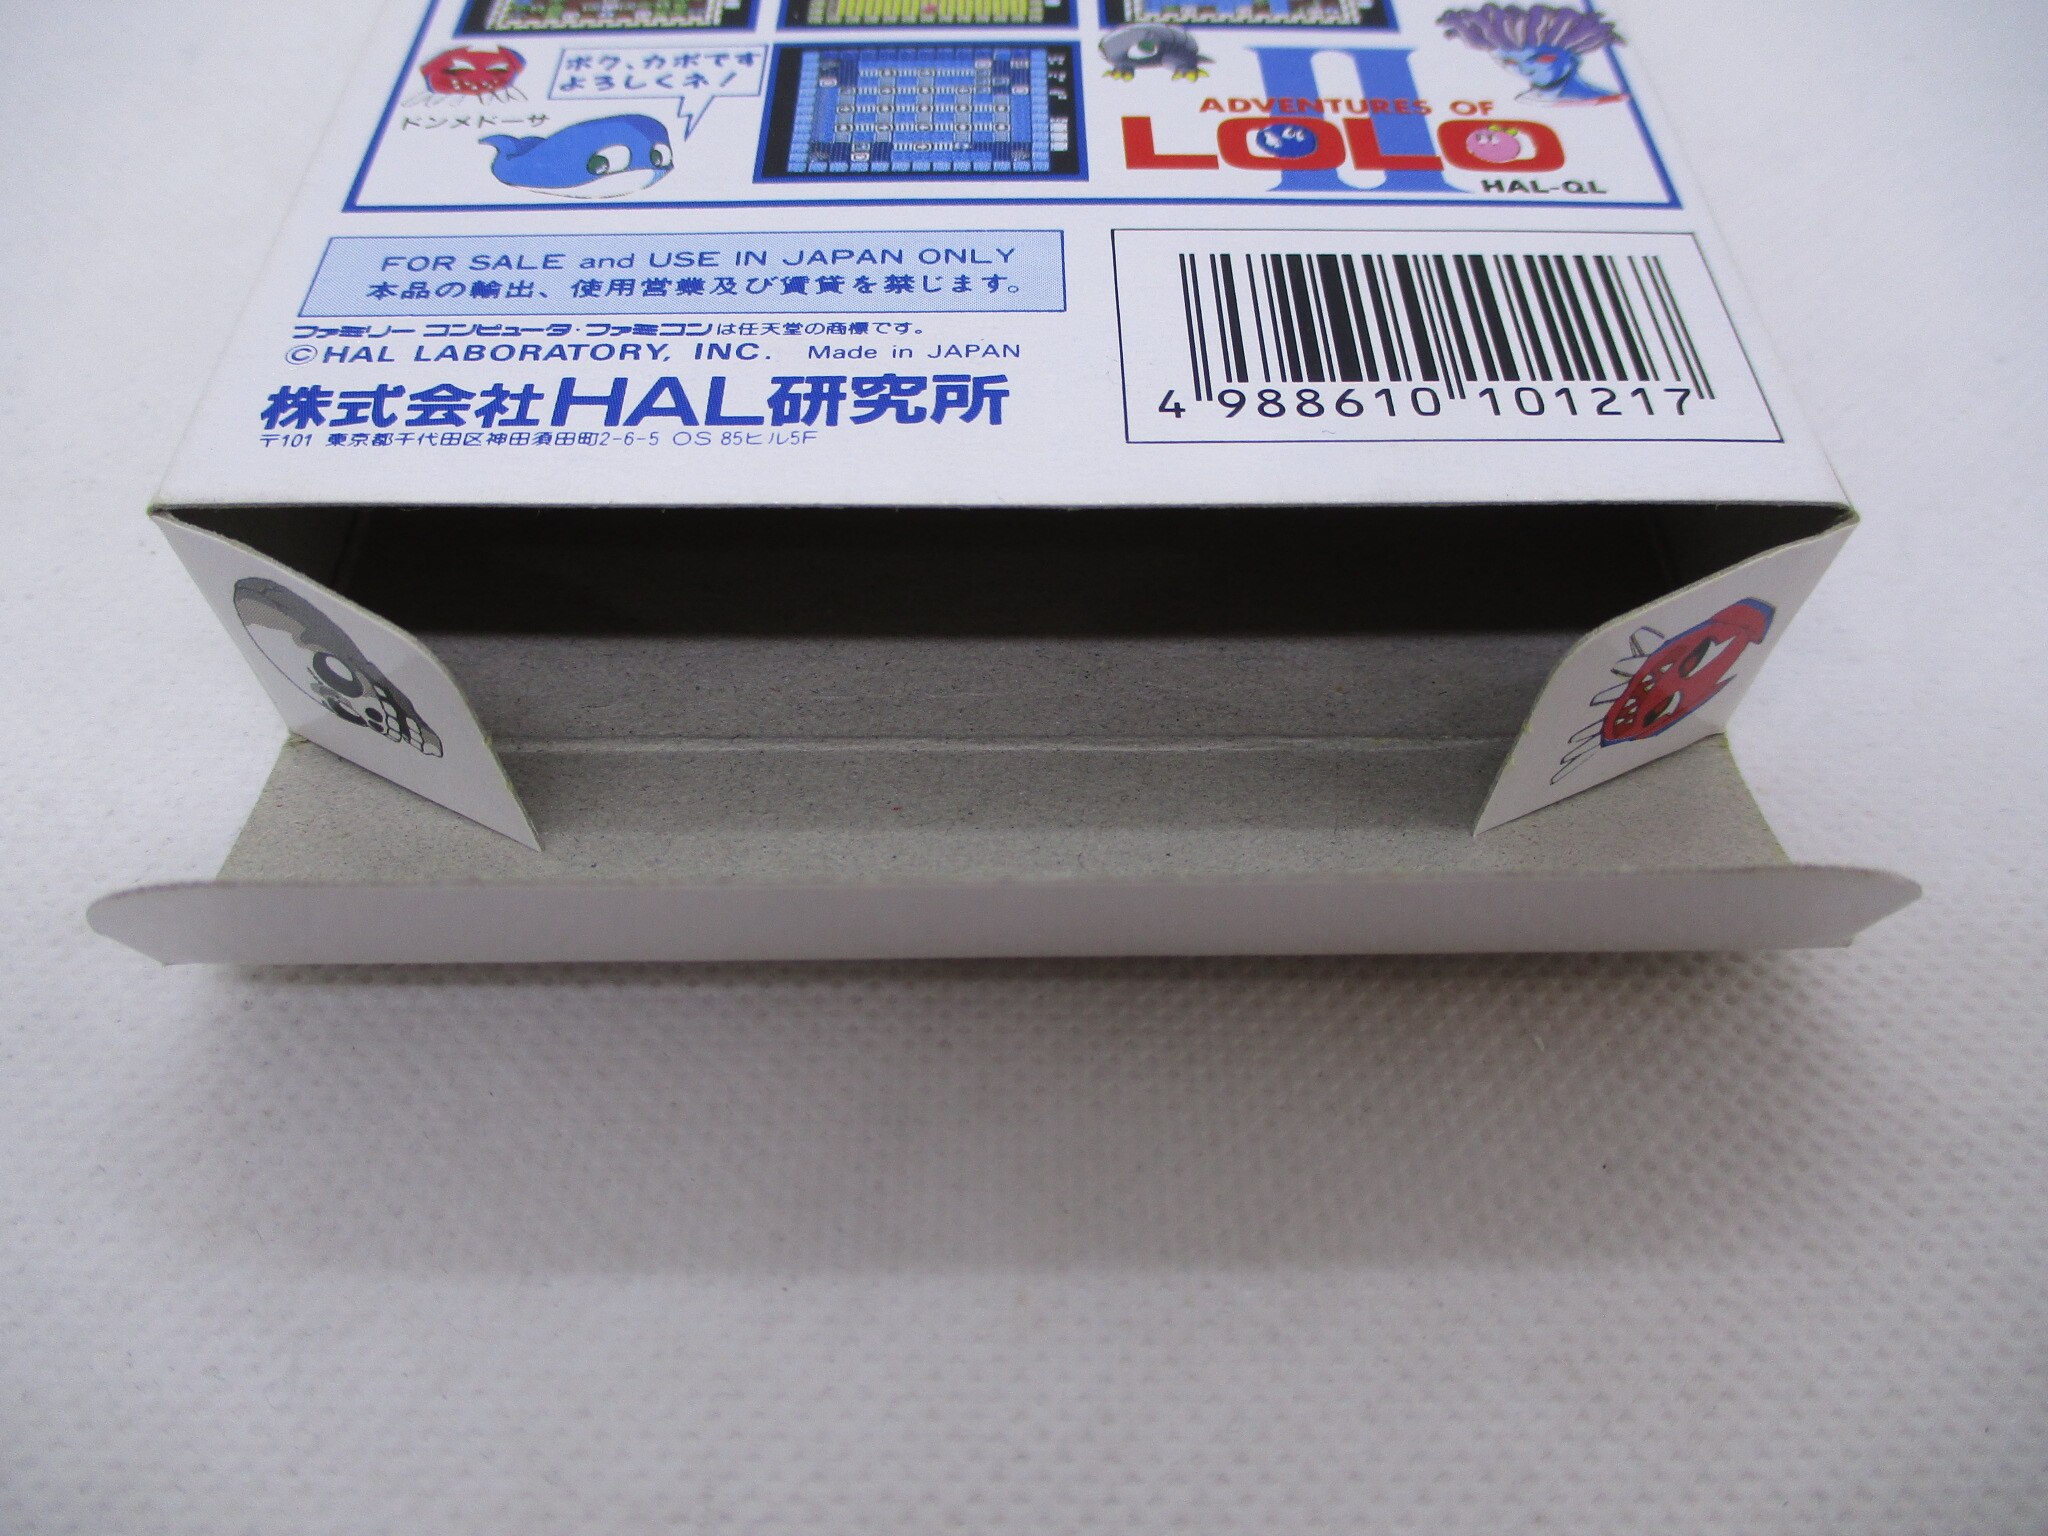 ボク、カボです
よろしくネ!
ドンメドーサ
II
ADVENTURES OF
LOLO
HAL-QL
FOR SALE and USE IN JAPAN ONLY
本品の輸出、使用営業及び賃貸を禁じます。
ファミリー コンピュータ・ファミコンは任天堂の商標です。
©HAL LABORATORY, INC. Made in JAPAN
株式会社HAL研究所
〒101 東京都千代田区神田須田町2-6-5 OS 85ビル5F
4 988610 101217